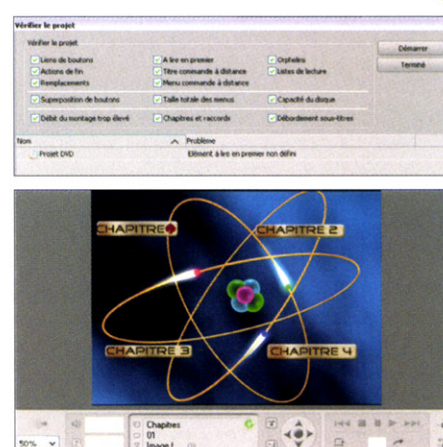 Vérifier le projet
Vérifier le projet
Liens de boutons
A lire en premier
Orphelins
Démarrer
Actions de fin
Titre commande à distance
Listes de lecture
Terminé
Remplacements
Menu commande à distance
Superposition de boutons
Taille totale des menus
Capacité du disque
Débit du montage trop élevé
Chapitres et raccords
Débordement sous-titres
Nom
Problème
Projet DVD
Elément à lire en premier non défini
CHAPITRE
CHAPITRE 2
CHAPITRE 3
CHAPITRE 4
Chapitres
01
Image I
50%